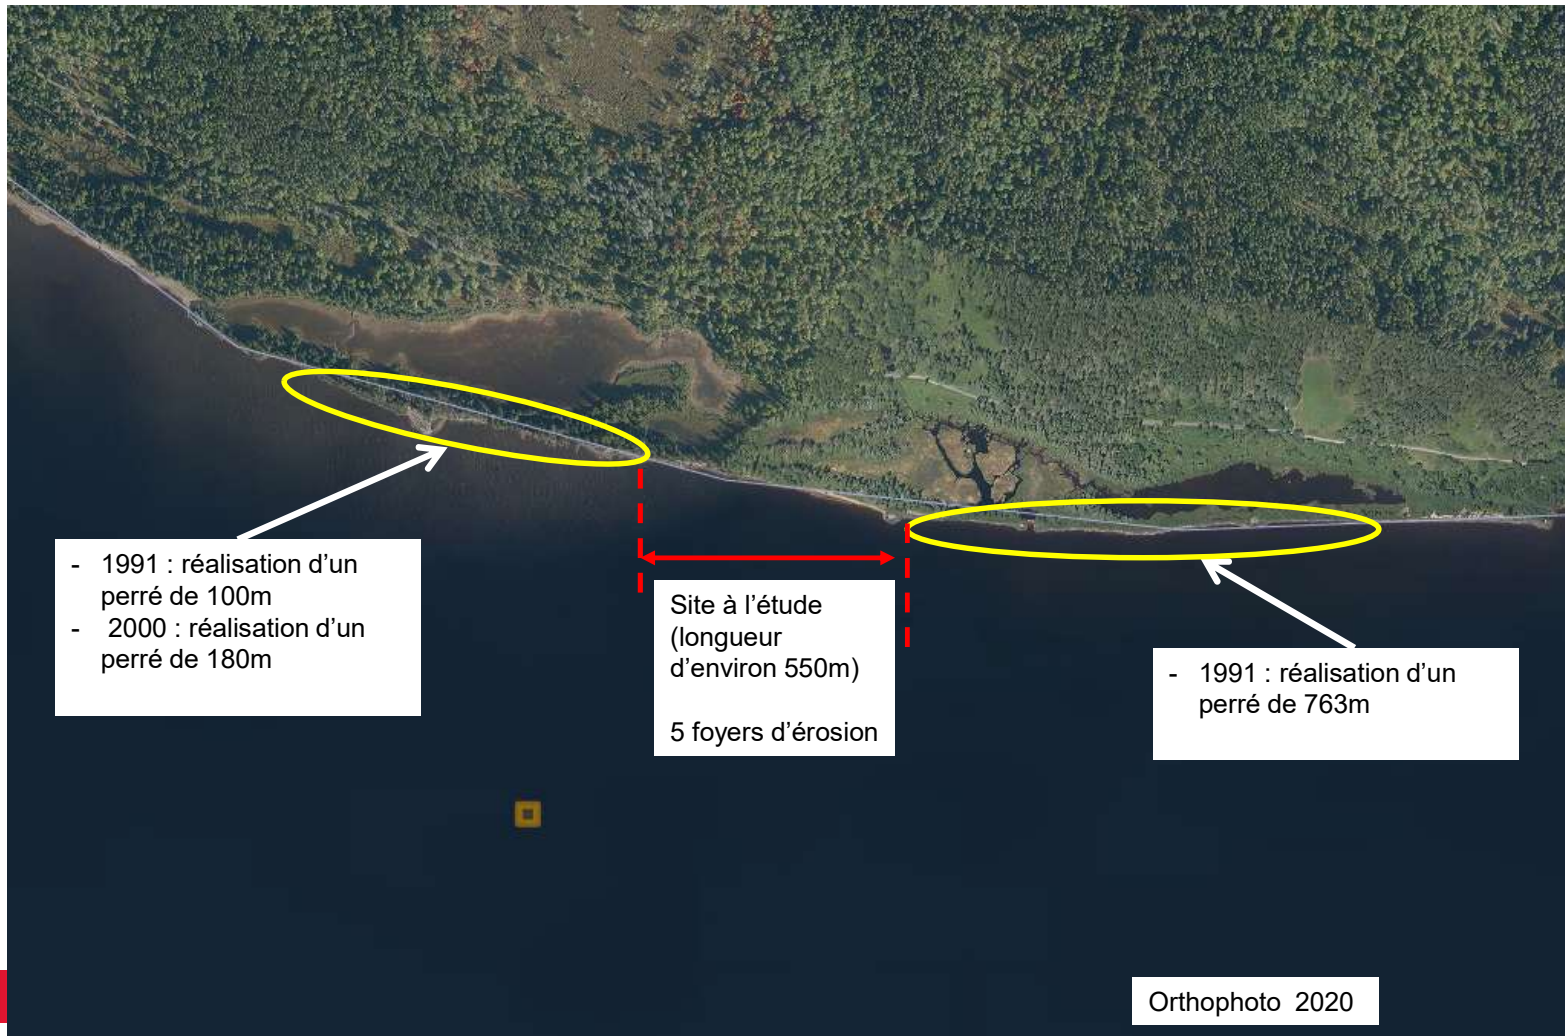 - 1991 : réalisation d’un
perré de 100m
- 2000 : réalisation d’un
perré de 180m
Site à l’étude
(longueur
d’environ 550m)
5 foyers d’érosion
- 1991 : réalisation d’un
perré de 763m
Orthophoto 2020